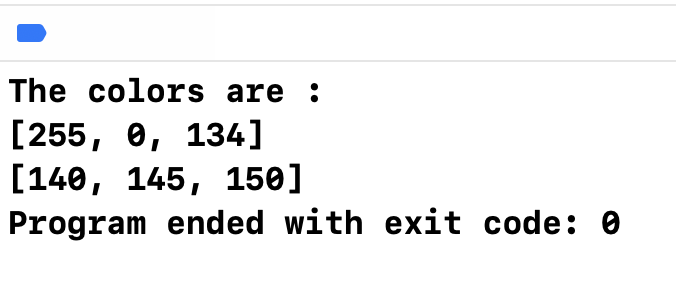 The colors are :
[255, 0, 134]
[140, 145, 150]
Program ended with exit code: 0